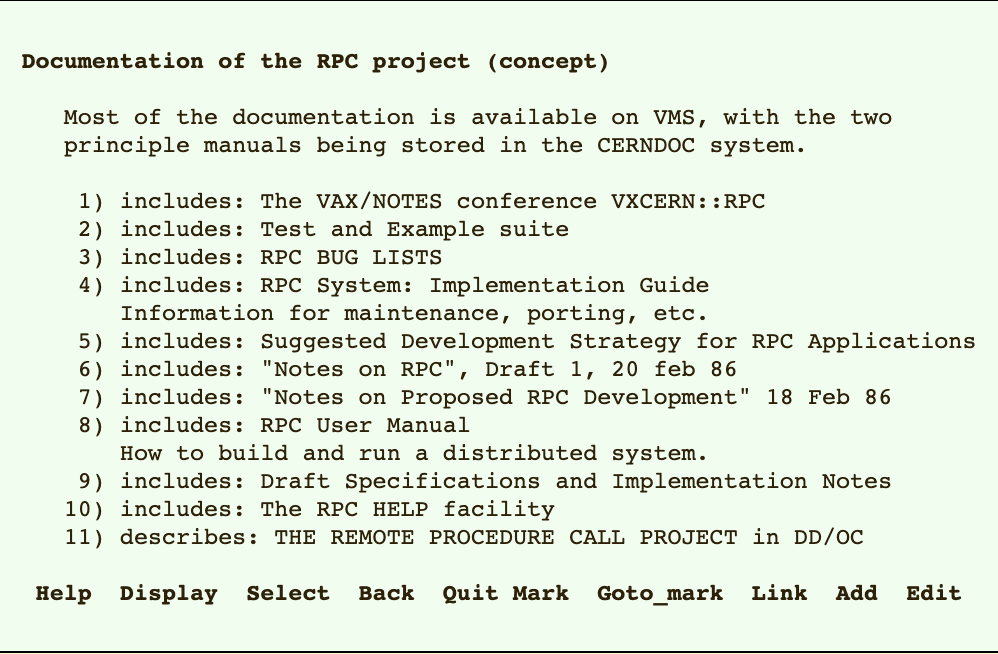 Documentation of the RPC project (concept)
Most of the documentation is available on VMS, with the two
principle manuals being stored in the CERNDOC system.
1) includes: The VAX/NOTES conference VXCERN::RPC
2) includes: Test and Example suite
3) includes: RPC BUG LISTS
4) includes: RPC System: Implementation Guide
Information for maintenance, porting, etc.
5) includes: Suggested Development Strategy for RPC Applications
6) includes: "Notes on RPC", Draft 1, 20 feb 86
7) includes: "Notes on Proposed RPC Development" 18 Feb 86
8) includes: RPC User Manual
How to build and run a distributed system.
9) includes: Draft Specifications and Implementation Notes
10) includes: The RPC HELP facility
11) describes: THE REMOTE PROCEDURE CALL PROJECT in DD/OC
Help Display Select Back Quit Mark Goto_mark Link Add Edit